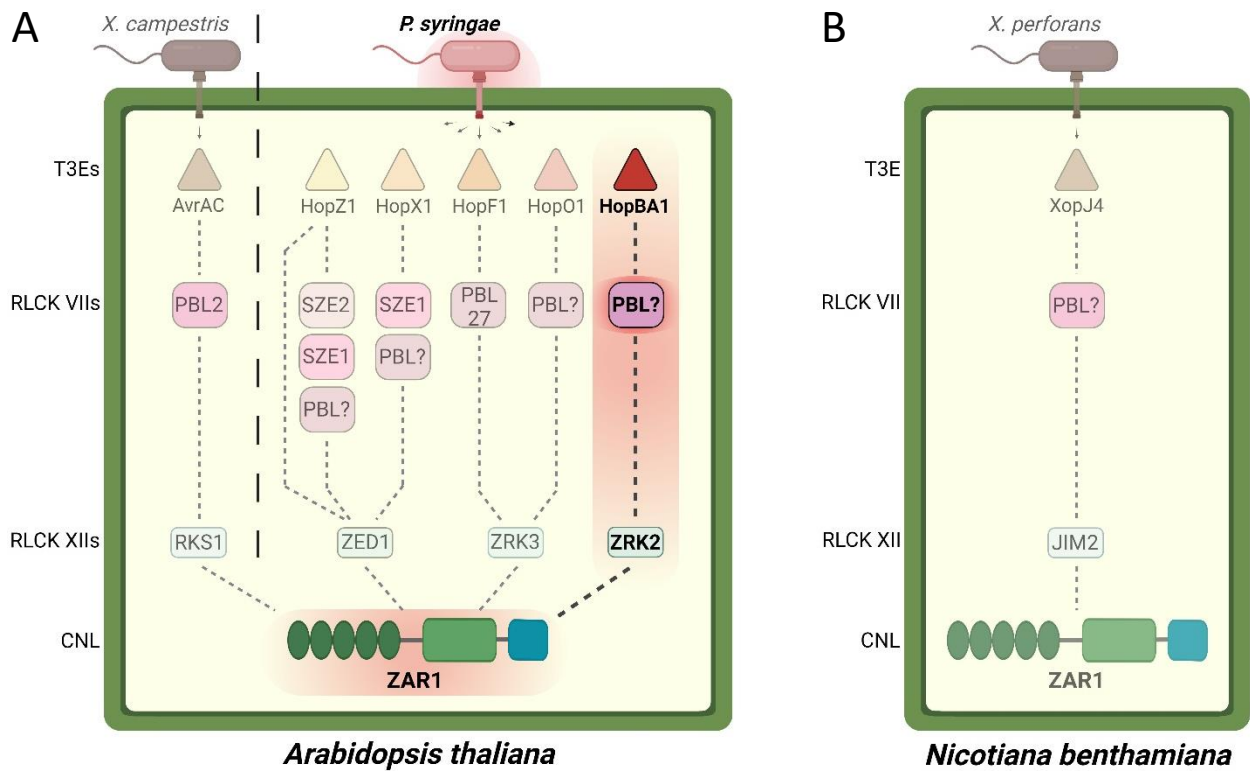 A
X. campestris
P. syringae
T3Es
AvrAC
HopZ1
HopX1
HopF1
HopO1
HopBA1
RLCK VIIs
PBL2
SZE2
SZE1
PBL
27
PBL?
PBL?
SZE1
PBL?
PBL?
RLCK XIIs
RKS1
ZED1
ZRK3
ZRK2
CNL
ZAR1
Arabidopsis thaliana
B
X. perforans
T3E
XopJ4
RLCK VII
PBL?
RLCK XII
JIM2
CNL
ZAR1
Nicotiana benthamiana